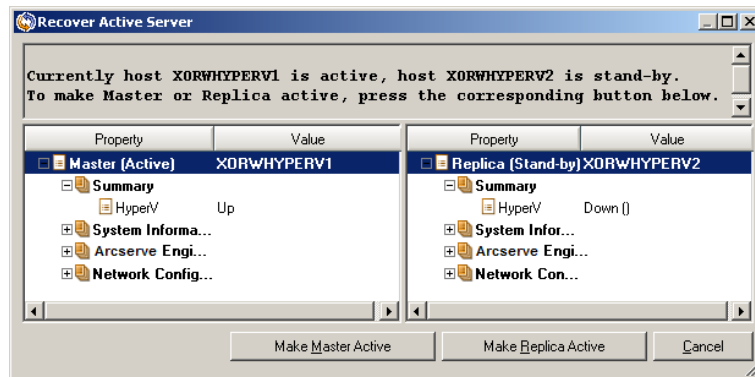 Recover Active Server
Currently host XORWHYPERV1 is active, host XORWHYPERV2 is stand-by.
To make Master or Replica active, press the corresponding button below.
Property Value
Master (Active) XORWHYPERV1
Summary
HyperV Up
System Informa...
Arcserve Engi...
Network Config...
Property Value
Replica (Stand-by) XORWHYPERV2
Summary
HyperV Down ()
System Infor...
Arcserve Engi...
Network Con...
Make Master Active Make Replica Active Cancel